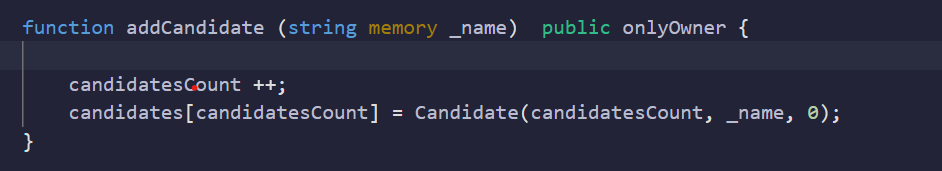 function addCandidate (string memory _name)  public onlyOwner {
candidatesCount ++;
candidates[candidatesCount] = Candidate(candidatesCount, _name, 0);
}